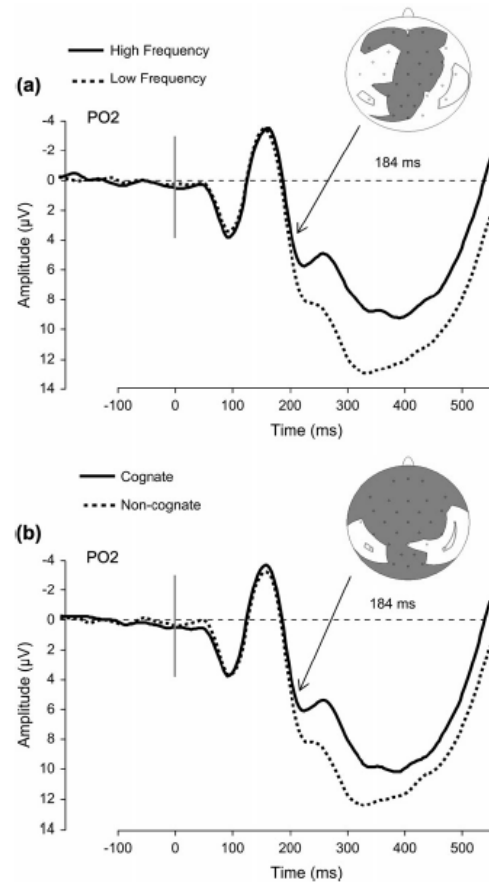 High Frequency
Low Frequency
(a)
PO2
184 ms
-4
-2
0
2
4
6
8
10
12
14
Amplitude (µV)
-100 0 100 200 300 400 500
Time (ms)
Cognate
Non-cognate
(b)
PO2
184 ms
-4
-2
0
2
4
6
8
10
12
14
Amplitude (µV)
-100 0 100 200 300 400 500
Time (ms)